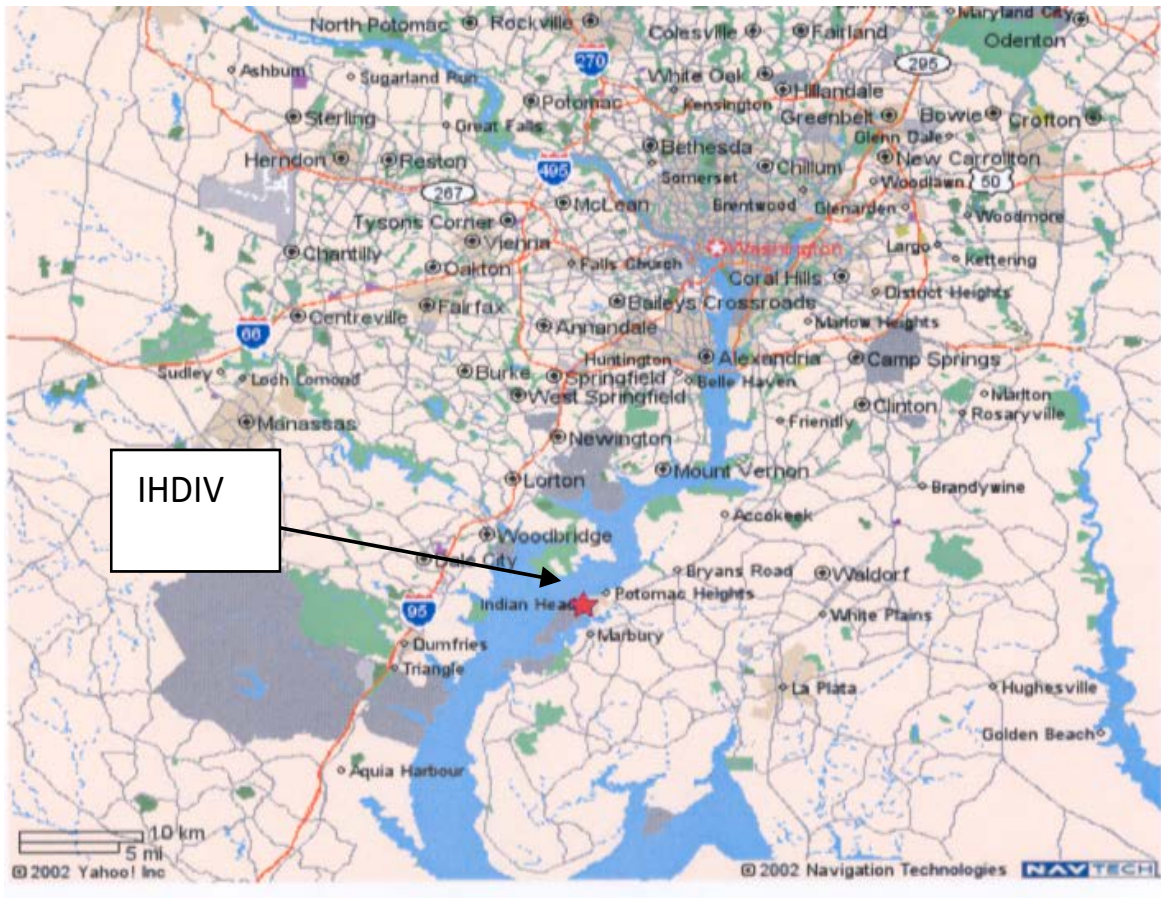 Maryland City
North Potomac
Rockville
Colesville
Fairland
Odenton
270
295
Ashburn
Sugarland Run
White Oak
Hillandale
Potomac
Kensington
Sterling
Great Falls
Greenbelt
Bowie
Crofton
Glenn Dale
Bethesda
Herndon
Reston
495
Chillum
New Carrollton
Somerset
Woodlawn
50
267
McLean
Brentwood
Glenarden
Woodmore
Tysons Corner
Vienna
Washington
Largo
Chantilly
Oakton
Falls Church
Kettering
Coral Hills
District Heights
Fairfax
Baileys Crossroads
Centreville
66
Annandale
Marlow Heights
Huntington
Alexandria
Camp Springs
Sudley
Loch Lomond
Burke
Springfield
Belle Haven
West Springfield
Marlton
Clinton
Rosaryville
Manassas
Friendly
Newington
IHDIV
Lorton
Mount Vernon
Brandywine
Accokeek
Woodbridge
Dale City
Bryans Road
Waldorf
Potomac Heights
Indian Head
95
White Plains
Dumfries
Marbury
Triangle
La Plata
Hughesville
Golden Beach
Aquia Harbour
10 km
5 mi
© 2002 Yahoo! Inc
© 2002 Navigation Technologies
NAVTECH